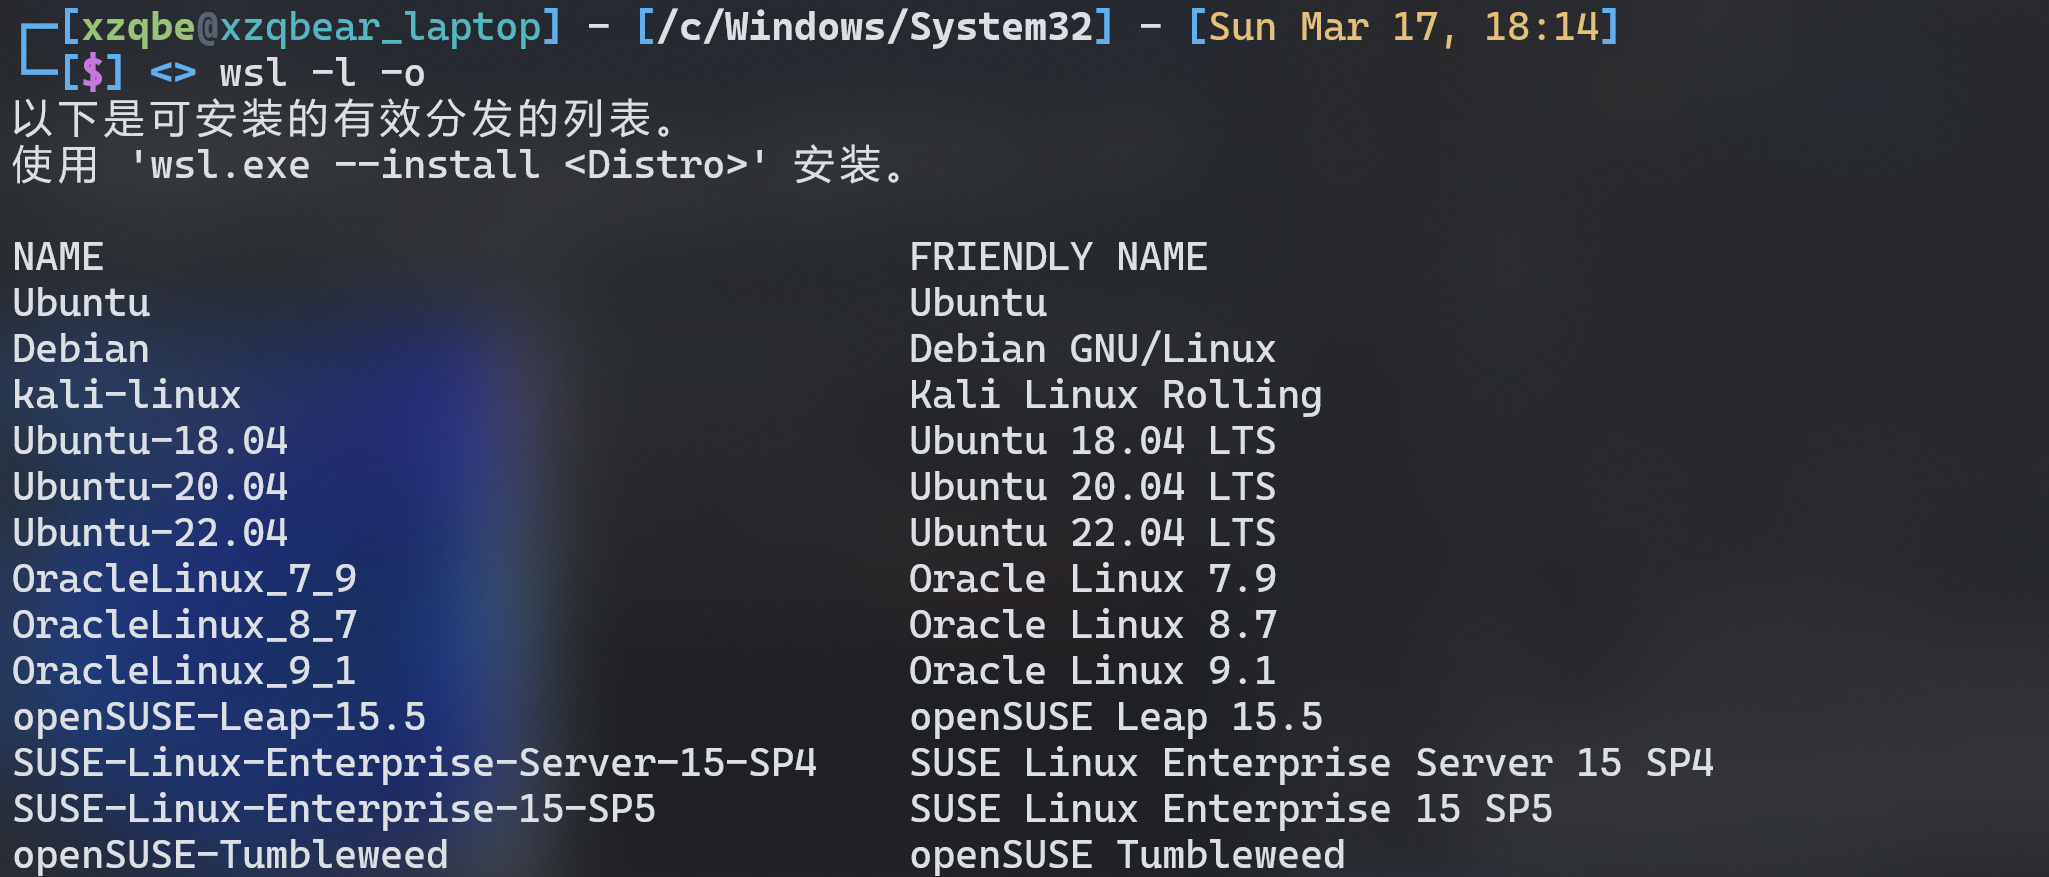 [xzqbe@xzqbear_laptop] - [/c/Windows/System32] - [Sun Mar 17, 18:14]
[$] <> wsl -l -o
以下是可安装的有效分发的列表。
使用 'wsl.exe --install <Distro>' 安装。
NAME FRIENDLY NAME
Ubuntu Ubuntu
Debian Debian GNU/Linux
kali-linux Kali Linux Rolling
Ubuntu-18.04 Ubuntu 18.04 LTS
Ubuntu-20.04 Ubuntu 20.04 LTS
Ubuntu-22.04 Ubuntu 22.04 LTS
OracleLinux_7_9 Oracle Linux 7.9
OracleLinux_8_7 Oracle Linux 8.7
OracleLinux_9_1 Oracle Linux 9.1
openSUSE-Leap-15.5 openSUSE Leap 15.5
SUSE-Linux-Enterprise-Server-15-SP4 SUSE Linux Enterprise Server 15 SP4
SUSE-Linux-Enterprise-15-SP5 SUSE Linux Enterprise 15 SP5
openSUSE-Tumbleweed openSUSE Tumbleweed